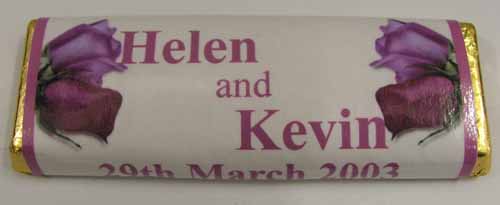 Helen
and
Kevin
29th March 2003